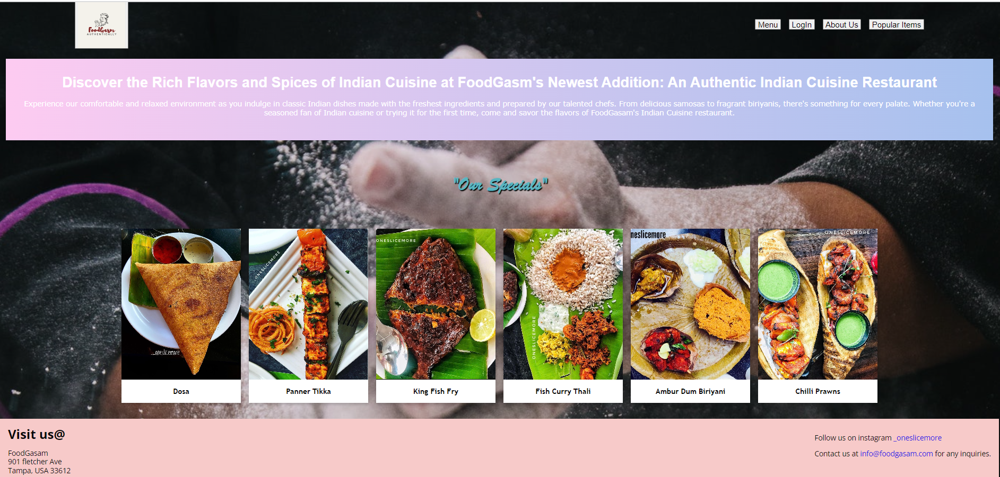 FoodGasm
AUTHENTICALLY
Menu
LogIn
About Us
Popular Items
Discover the Rich Flavors and Spices of Indian Cuisine at FoodGasm's Newest Addition: An Authentic Indian Cuisine Restaurant
Experience our comfortable and relaxed environment as you indulge in classic Indian dishes made with the freshest ingredients and prepared by our talented chefs. From delicious samosas to fragrant biriyanis, there's something for every palate. Whether you're a
seasoned fan of Indian cuisine or trying it for the first time, come and savor the flavors of FoodGasam's Indian Cuisine restaurant.
"Our Specials"
_oneslicemore
ONESLICEMORE
ONESLICEMORE
ONESLICEMORE
neslicemore
ONESLICEMORE
Dosa
Panner Tikka
King Fish Fry
Fish Curry Thali
Ambur Dum Biriyani
Chilli Prawns
Visit us@
FoodGasam
901 fletcher Ave
Tampa, USA 33612
Follow us on instagram _oneslicemore
Contact us at info@foodgasam.com for any inquiries.